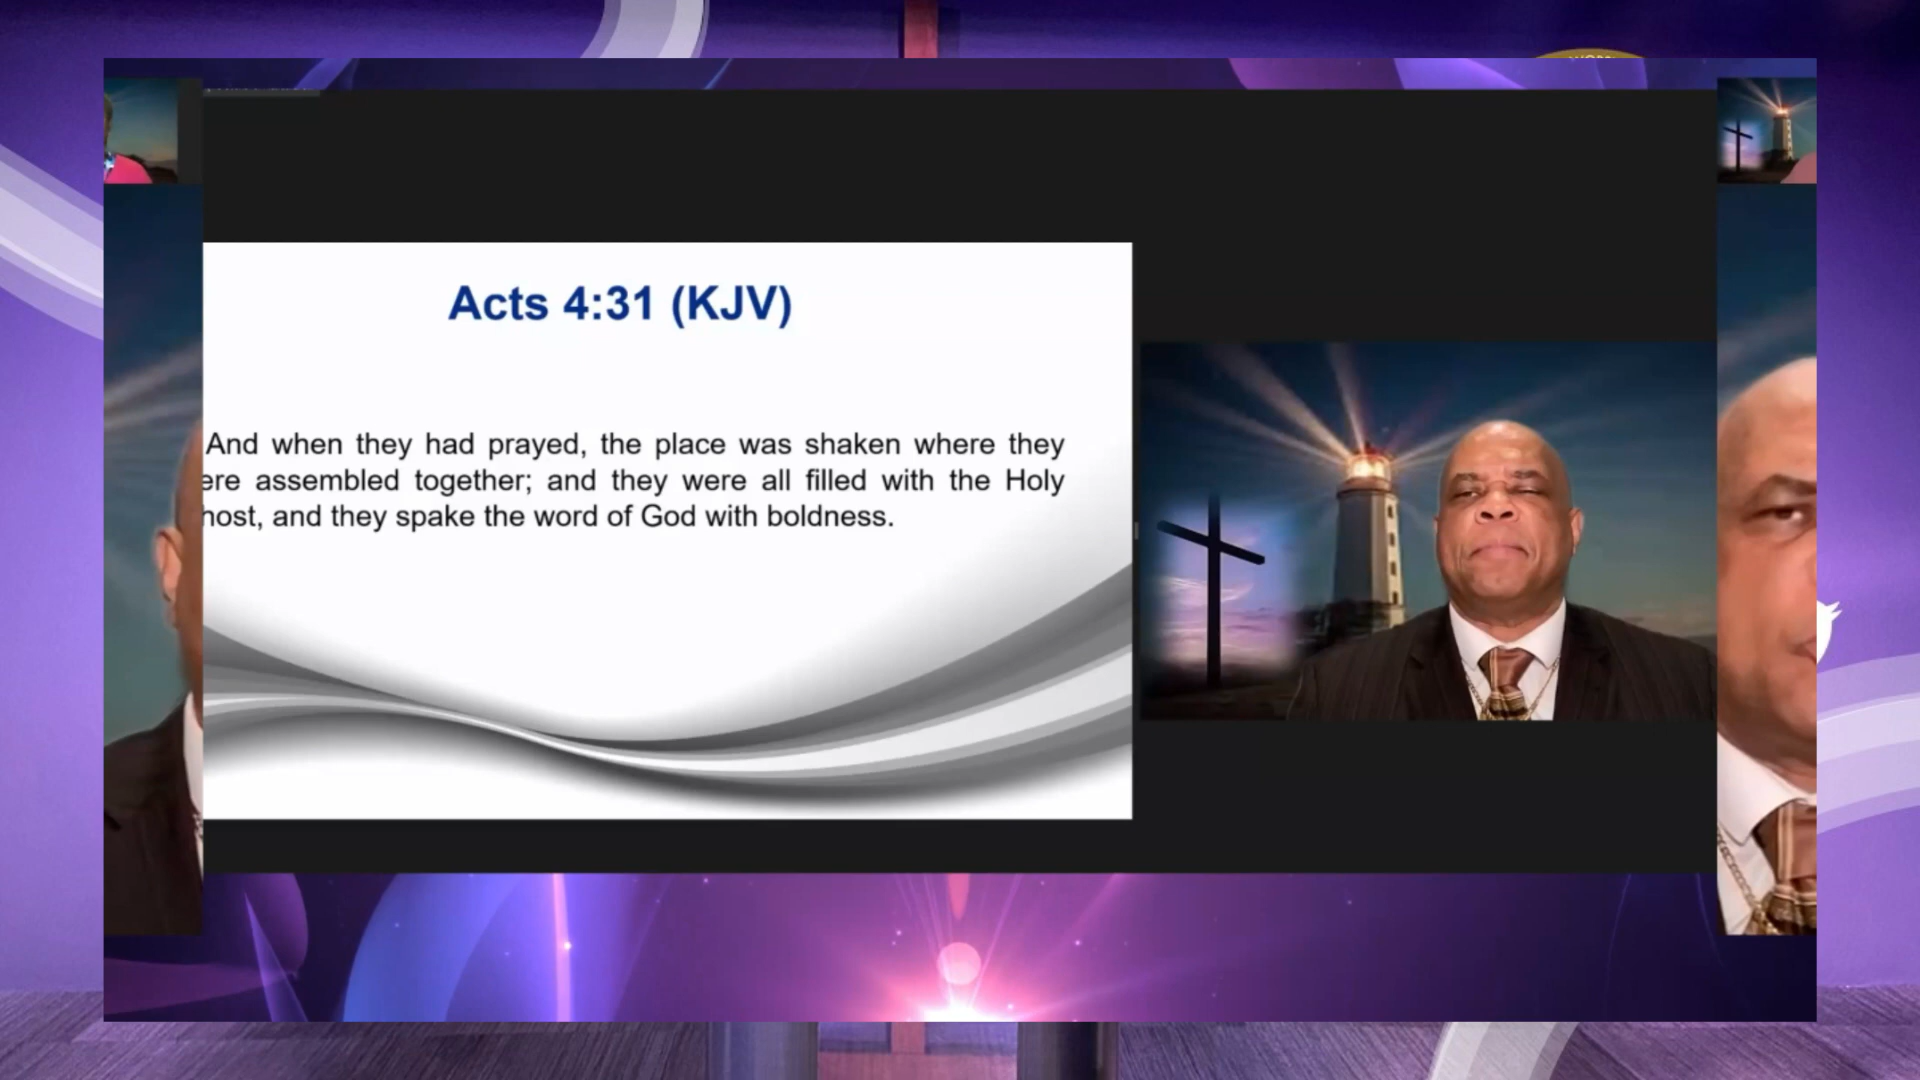 Acts 4:31 (KJV)
And when they had prayed, the place was shaken where they
ere assembled together; and they were all filled with the Holy
host, and they spake the word of God with boldness.